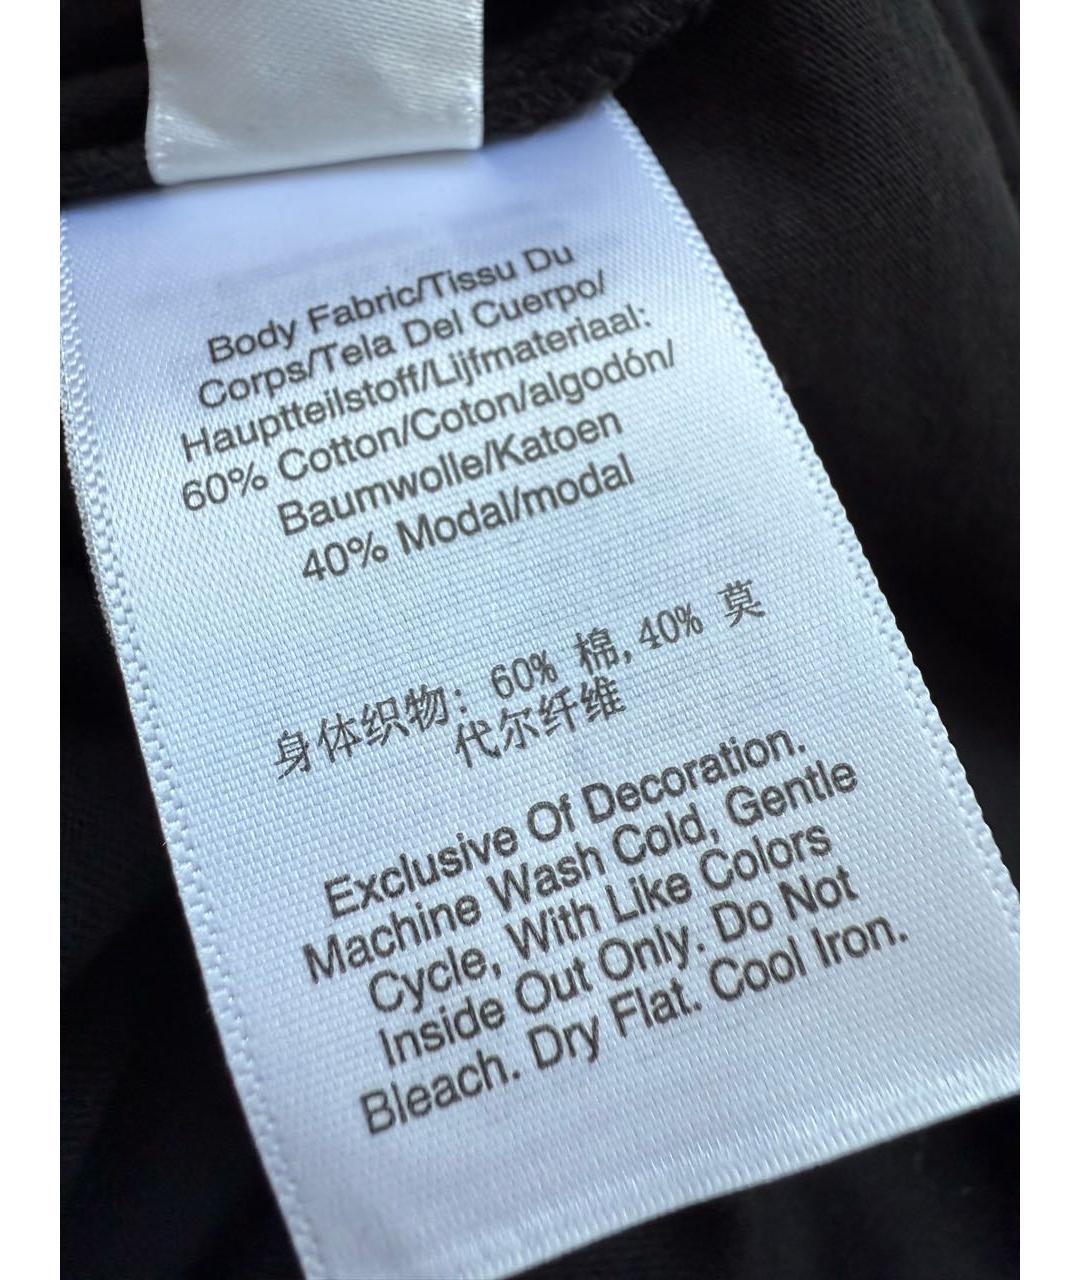 Body Fabric/Tissu Du
Corps/Tela Del Cuerpo/
Hauptteilstoff/Lijfmateriaal:
60% Cotton/Coton/algodón/
Baumwolle/Katoen
40% Modal/modal
身体织物: 60% 棉, 40% 莫
代尔纤维
Exclusive Of Decoration.
Machine Wash Cold, Gentle
Cycle, With Like Colors
Inside Out Only. Do Not
Bleach. Dry Flat. Cool Iron.